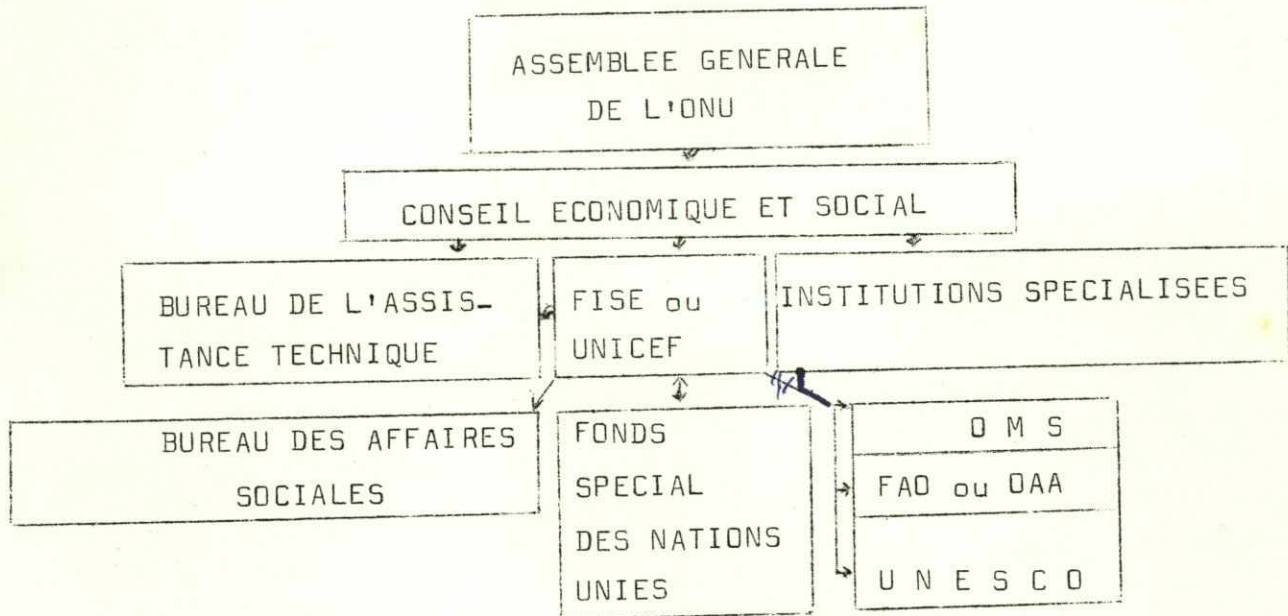 ASSEMBLEE GENERALE
DE L'ONU
CONSEIL ECONOMIQUE ET SOCIAL
BUREAU DE L'ASSIS-
TANCE TECHNIQUE
FISE ou
UNICEF
INSTITUTIONS SPECIALISEES
BUREAU DES AFFAIRES
SOCIALES
FONDS
SPECIAL
DES NATIONS
UNIES
O M S
FAO ou OAA
U N E S C O